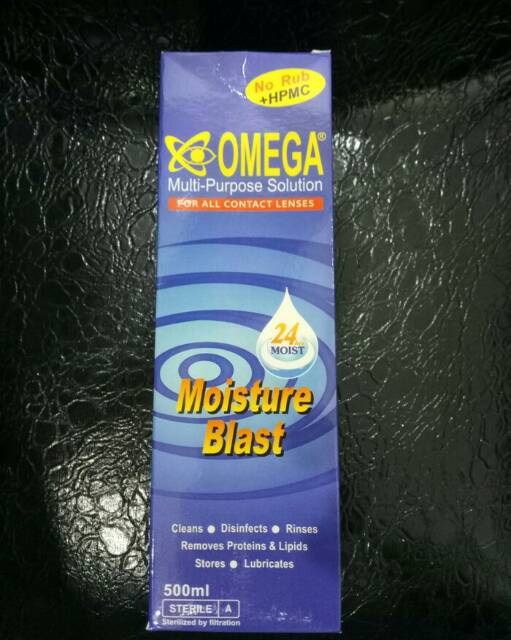 No Rub
+HPMC
OMEGA®
Multi-Purpose Solution
FOR ALL CONTACT LENSES
24hrs
MOIST
Moisture
Blast
Cleans ● Disinfects ● Rinses
Removes Proteins & Lipids
Stores ● Lubricates
500ml
STERILE A
Sterilized by filtration